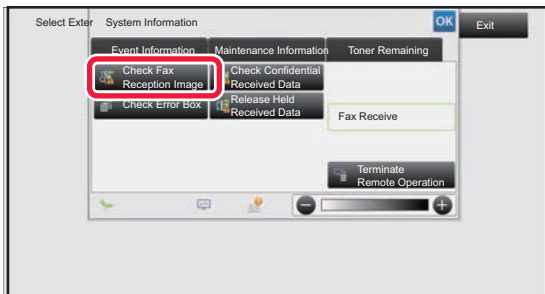 Select Exter
System Information
OK
Exit
Event Information
Maintenance Information
Toner Remaining
Check Fax
Reception Image
Check Confidential
Received Data
Check Error Box
Release Held
Received Data
Fax Receive
Terminate
Remote Operation